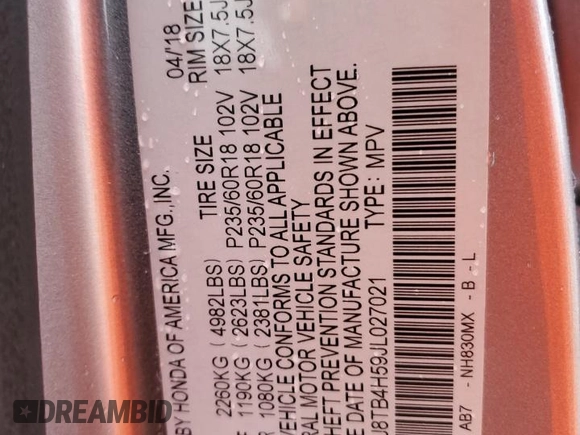 BY HONDA OF AMERICA MFG., INC. 04/'18
TIRE SIZE RIM SIZE
2260KG (4982LBS) P235/60R18 102V 18X7.5J
1190KG (2623LBS) P235/60R18 102V 18X7.5J
1080KG (2381LBS)
VEHICLE CONFORMS TO ALL APPLICABLE
MOTOR VEHICLE SAFETY
THEFT PREVENTION STANDARDS IN EFFECT
DATE OF MANUFACTURE SHOWN ABOVE.
J8TB4H59JL027021 TYPE: MPV
AB7 - NH830MX - B - L
DREAMBID